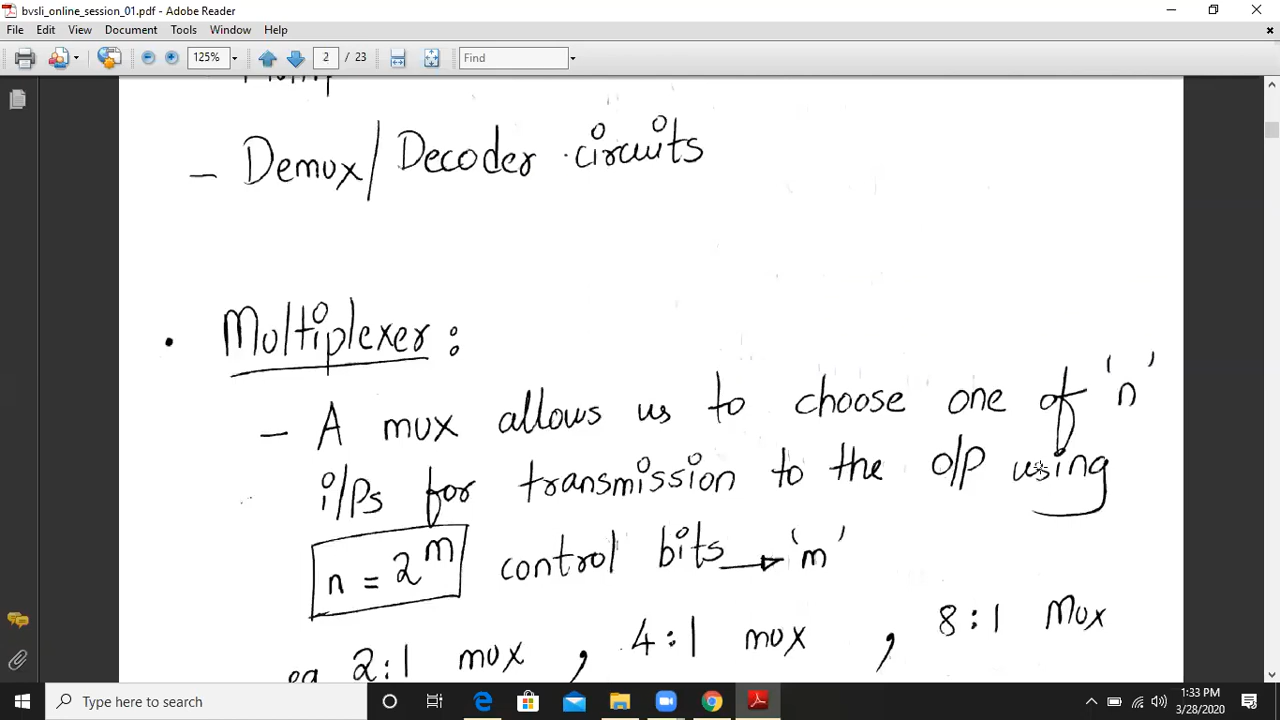 bvsli_online_session_01.pdf - Adobe Reader
File Edit View Document Tools Window Help
125% 2 / 23 Find
- Demux/Decoder circuits
• Multiplexer :
- A mux allows us to choose one of 'n'
i/Ps for transmission to the o/p using
n = 2^m control bits → 'm'
eg 2:1 mux , 4:1 mux , 8:1 Mux
Type here to search
1:33 PM
3/28/2020